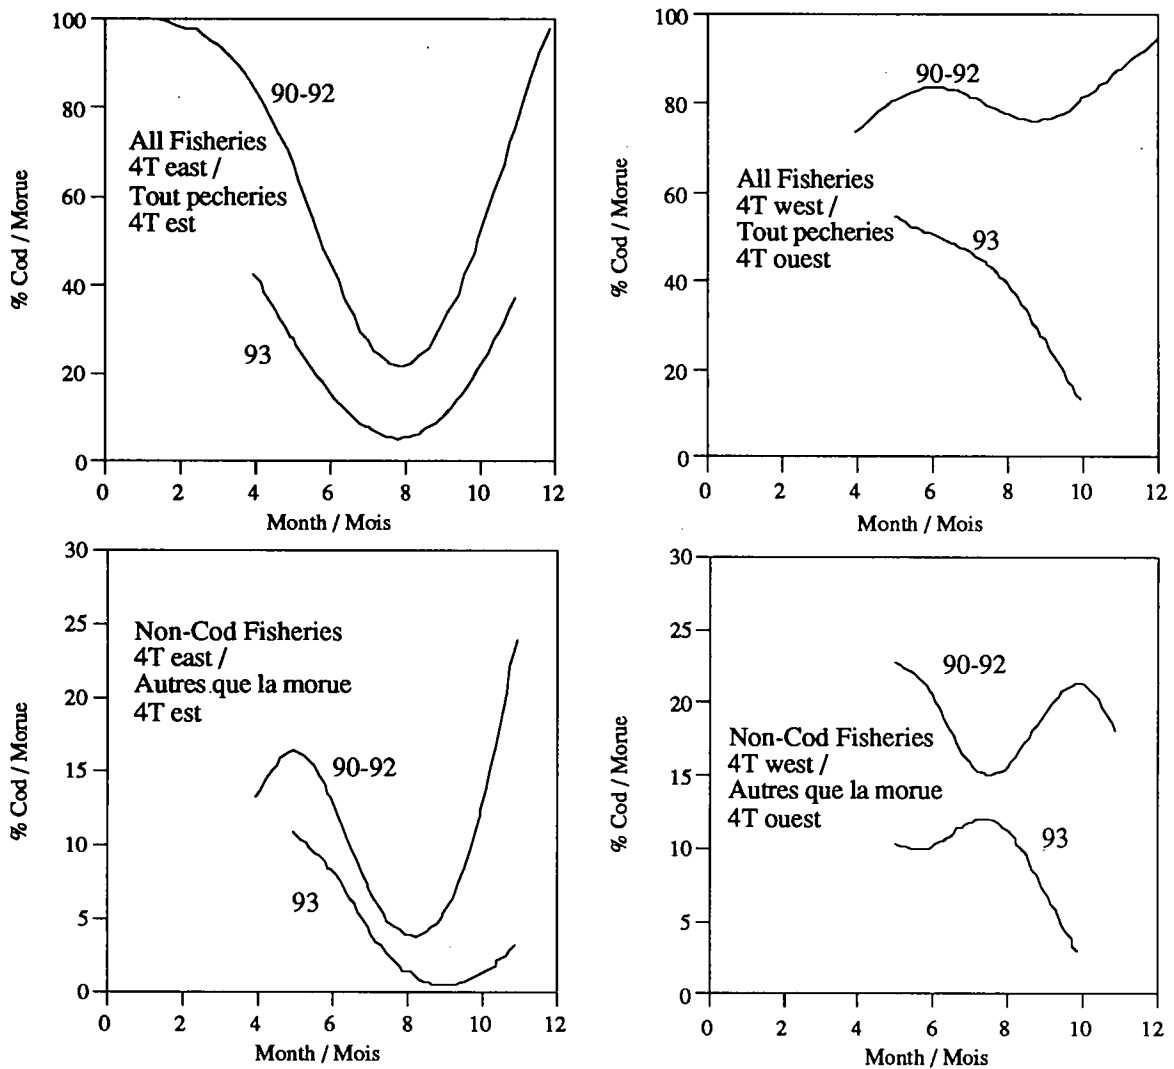 100
80
60
40
20
0
% Cod / Morue
90-92
All Fisheries
4T east /
Tout pecheries
4T est
93
0 2 4 6 8 10 12
Month / Mois
100
80
60
40
20
0
% Cod / Morue
90-92
All Fisheries
4T west /
Tout pecheries
4T ouest
93
0 2 4 6 8 10 12
Month / Mois
30
25
20
15
10
5
0
% Cod / Morue
Non-Cod Fisheries
4T east /
Autres que la morue
4T est
90-92
93
0 2 4 6 8 10 12
Month / Mois
30
25
20
15
10
5
0
% Cod / Morue
90-92
Non-Cod Fisheries
4T west /
Autres que la morue
4T ouest
93
0 2 4 6 8 10 12
Month / Mois